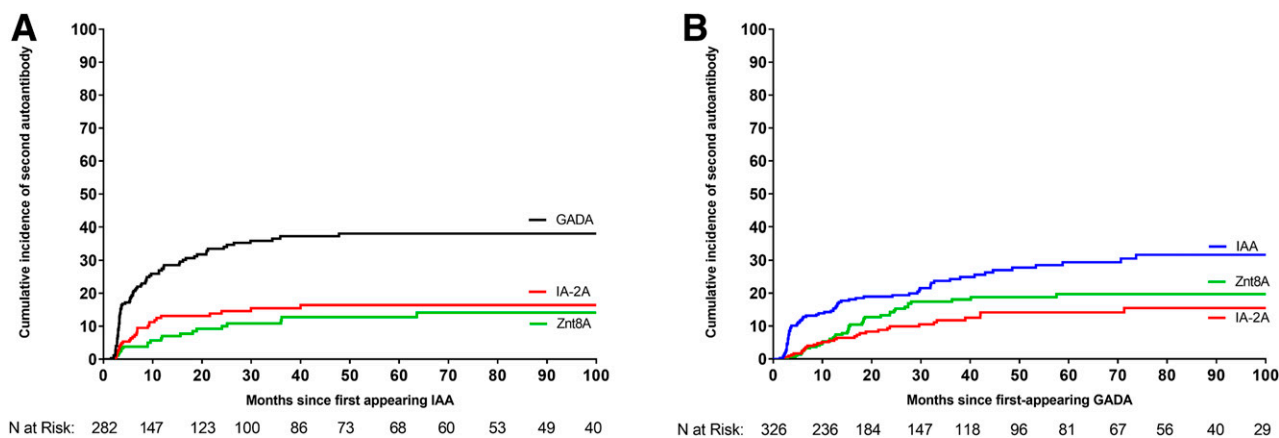 A
Cumulative incidence of second autoantibody
100
90
80
70
60
50
40
30
20
10
0
GADA
IA-2A
Znt8A
0 10 20 30 40 50 60 70 80 90 100
Months since first appearing IAA
N at Risk: 282 147 123 100 86 73 68 60 53 49 40
B
Cumulative incidence of second autoantibody
100
90
80
70
60
50
40
30
20
10
0
IAA
Znt8A
IA-2A
0 10 20 30 40 50 60 70 80 90 100
Months since first-appearing GADA
N at Risk: 326 236 184 147 118 96 81 67 56 40 29